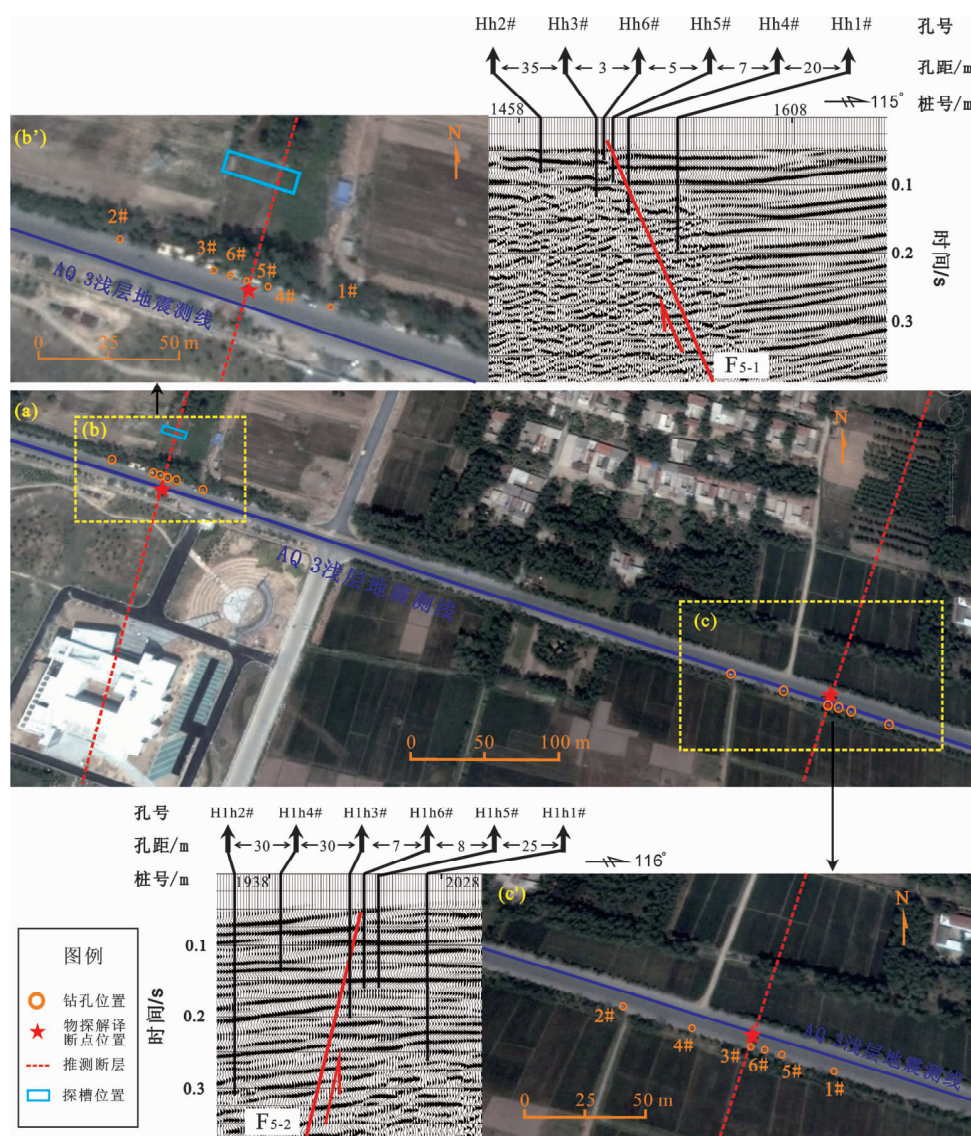 Hh2# Hh3# Hh6# Hh5# Hh4# Hh1# 孔号
35 3 5 7 20 孔距/m
115° 桩号/m
1458 1608
0.1
0.2
0.3
时间/s
F5-1
(b')
N
2#
3#
6#
5#
4#
1#
AQ 3浅层地震测线
0 25 50 m
(a)
(b)
N
AQ 3浅层地震测线
(c)
0 50 100 m
孔号 H1h2# H1h4# H1h3# H1h6# H1h5# H1h1#
孔距/m 30 30 7 8 25
桩号/m 116°
1938 2028
0.1
0.2
0.3
时间/s
F5-2
(c')
N
2#
4#
3#
6#
5#
1#
AQ 3浅层地震测线
0 25 50 m
图例
钻孔位置
物探解译
断点位置
推测断层
探槽位置